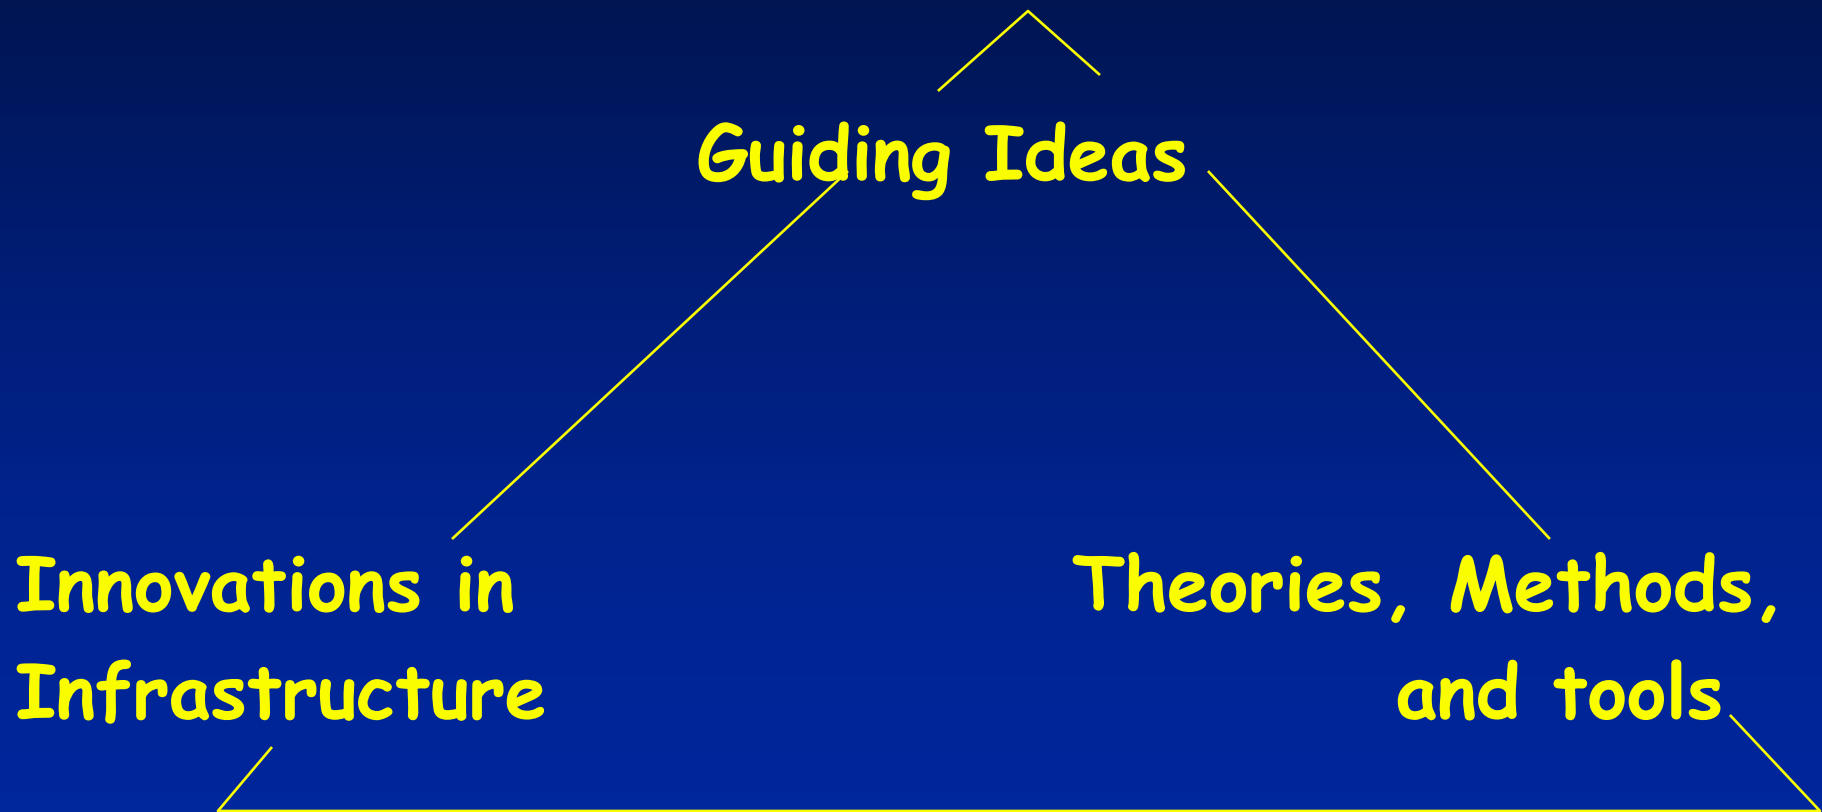 Guiding Ideas
Innovations in
Infrastructure
Theories, Methods,
and tools